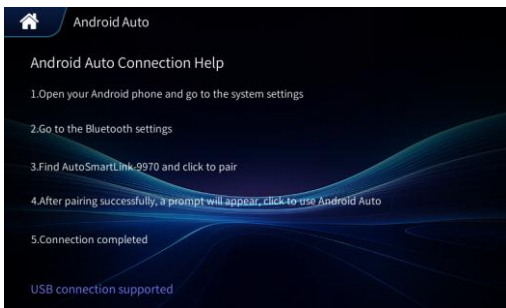 Android Auto
Android Auto Connection Help
1.Open your Android phone and go to the system settings
2.Go to the Bluetooth settings
3.Find AutoSmartLink-9970 and click to pair
4.After pairing successfully, a prompt will appear, click to use Android Auto
5.Connection completed
USB connection supported